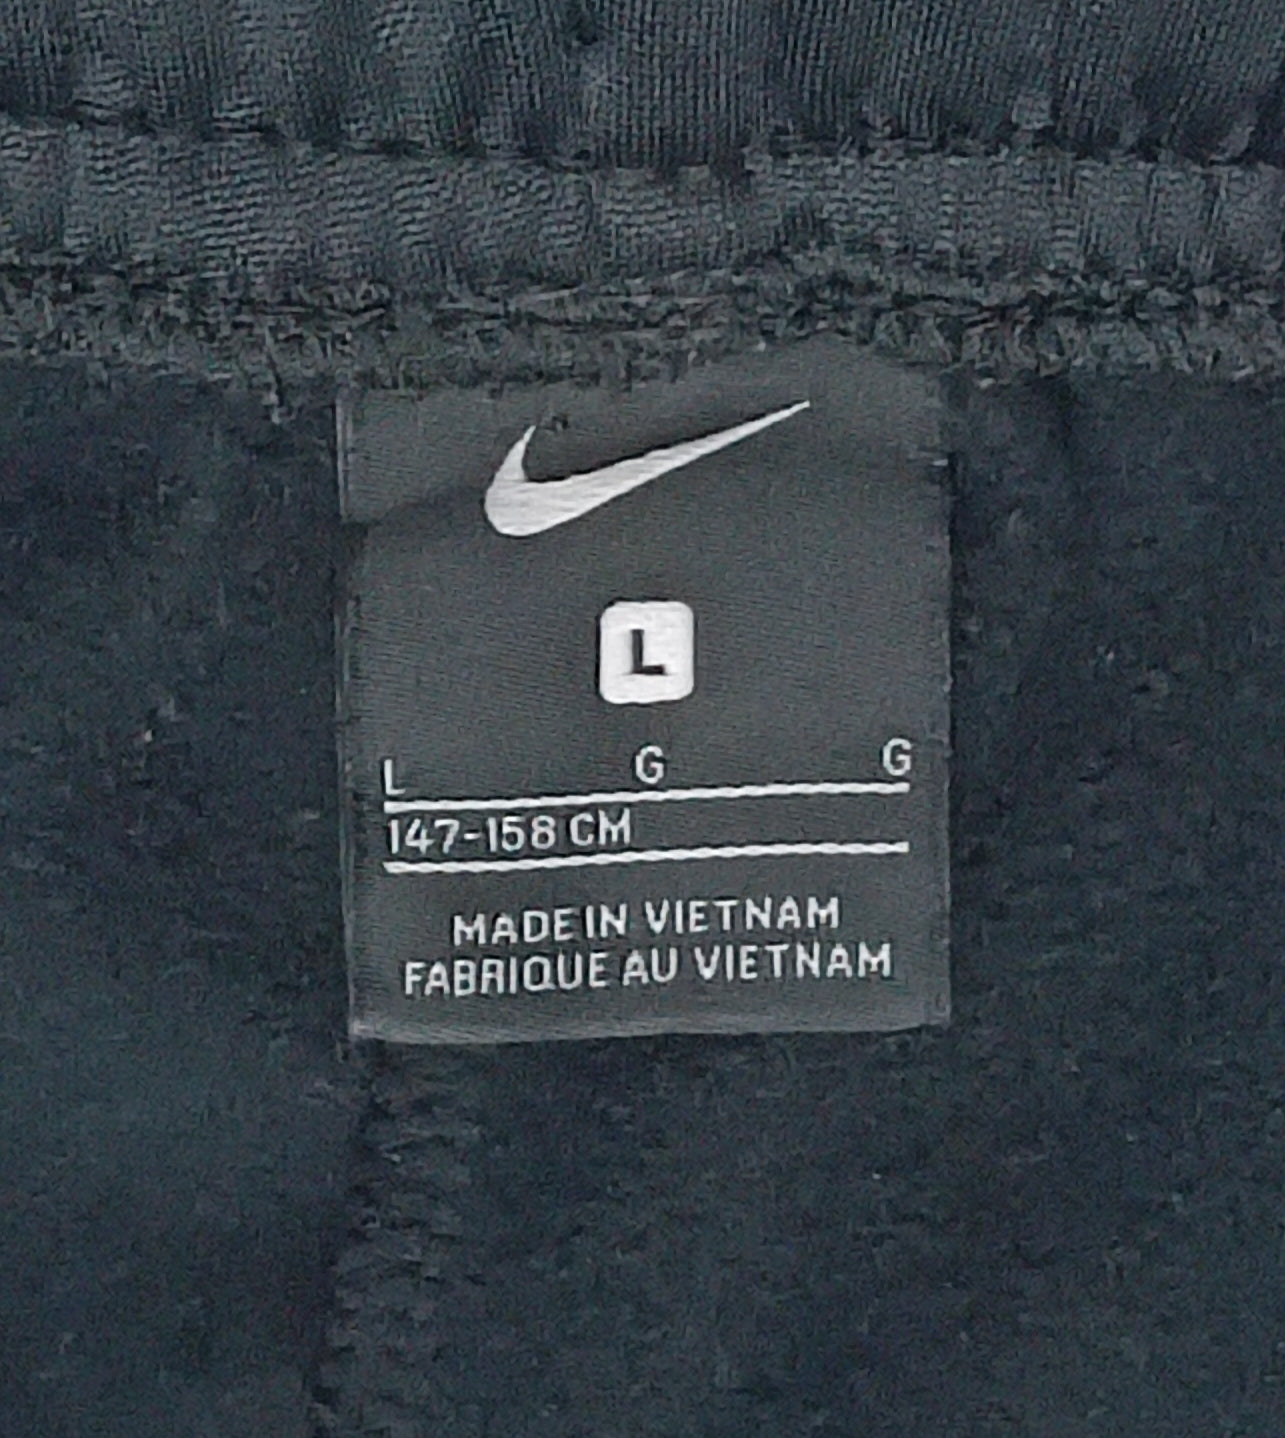 L
L G G
147-158 CM
MADE IN VIETNAM
FABRIQUE AU VIETNAM